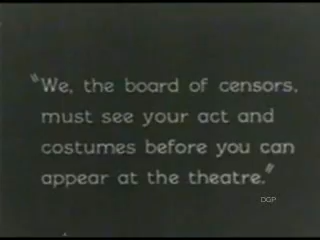 "We, the board of censors,
must see your act and
costumes before you can
appear at the theatre."
DGP